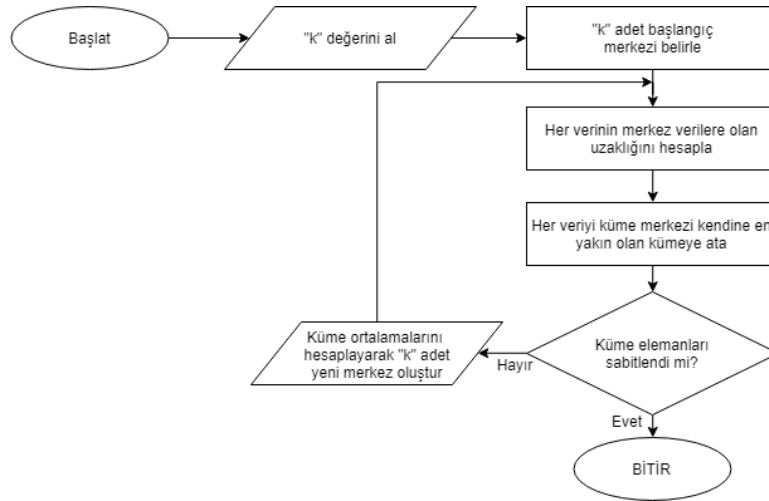 Başlat
"k" değerini al
"k" adet başlangıç
merkezi belirle
Her verinin merkez verilere olan
uzaklığını hesapla
Her veriyi küme merkezi kendine en
yakın olan kümeye ata
Küme elemanları
sabitlendi mi?
Hayır
Küme ortalamalarını
hesaplayarak "k" adet
yeni merkez oluştur
Evet
BİTİR